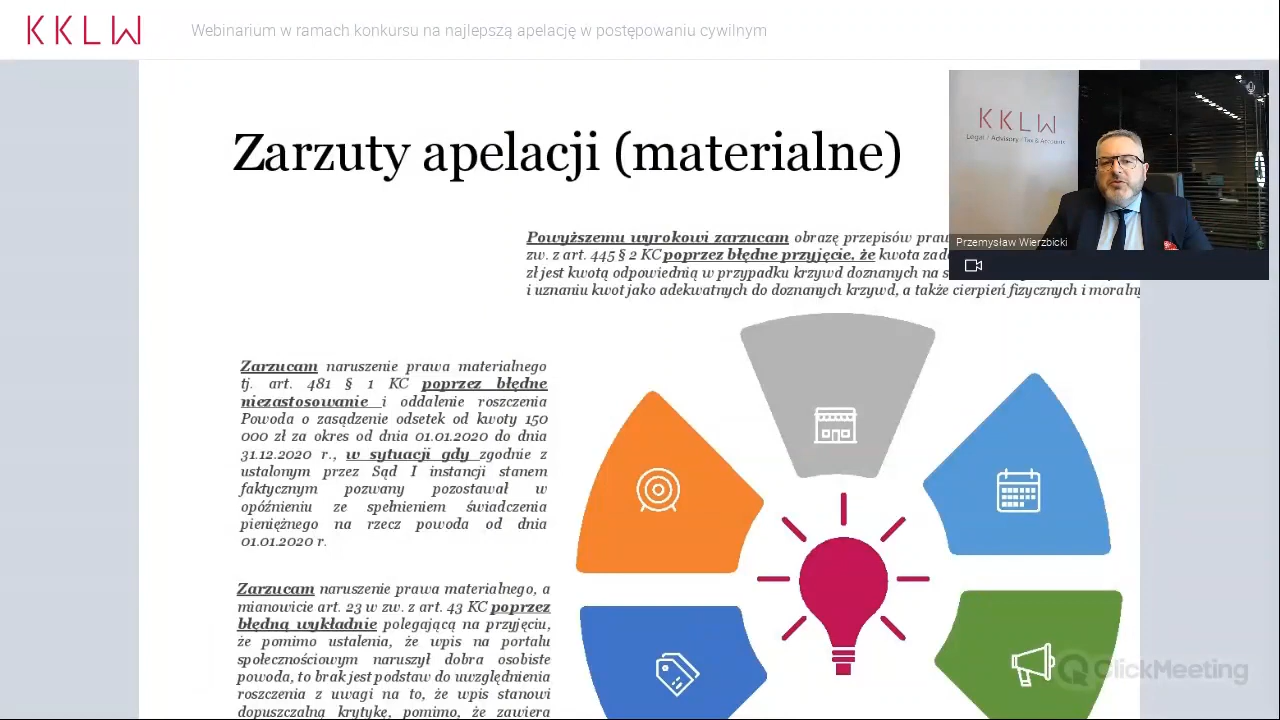 KKLW
Webinarium w ramach konkursu na najlepszą apelację w postępowaniu cywilnym
Zarzuty apelacji (materialne)
KKLW
Legal / Advisory / Tax & Accounts
Przemysław Wierzbicki
Powyższemu wyrokowi zarzucam obrazę przepisów
zw. z art. 445 § 2 KC poprzez błędne przyjęcie, że kwota
zł jest kwotą odpowiednią w przypadku krzywd doznanych na
i uznaniu kwot jako adekwatnych do doznanych krzywd, a także cierpień fizycznych i
Zarzucam naruszenie prawa materialnego
tj. art. 481 § 1 KC poprzez błędne
niezastosowanie i oddalenie roszczenia
Powoda o zasądzenie odsetek od kwoty 150
000 zł za okres od dnia 01.01.2020 do dnia
31.12.2020 r., w sytuacji gdy zgodnie z
ustalonym przez Sąd I instancji stanem
faktycznym pozwany pozostawał w
opóźnieniu ze spełnieniem świadczenia
pieniężnego na rzecz powoda od dnia
01.01.2020 r.
Zarzucam naruszenie prawa materialnego, a
mianowicie art. 23 w zw. z art. 43 KC poprzez
błędną wykładnie polegającą na przyjęciu,
że pomimo ustalenia, że wpis na portalu
społecznościowym naruszył dobra osobiste
powoda, to brak jest podstaw do uwzględnienia
roszczenia z uwagi na to, że wpis stanowi
dopuszczalną krytykę, pomimo, że zawiera
ClickMeeting